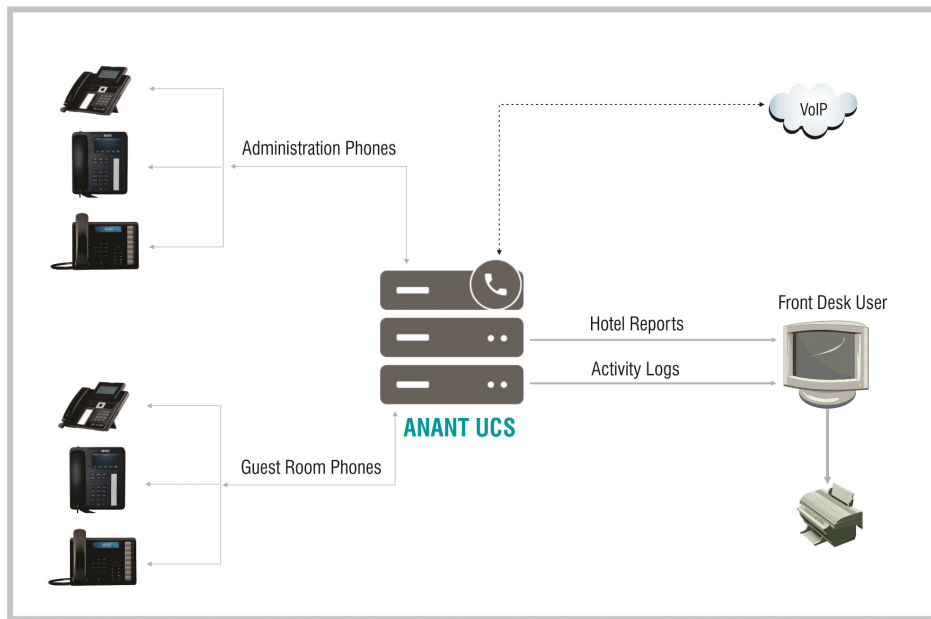 VoIP
Administration Phones
Front Desk User
Hotel Reports
Activity Logs
ANANT UCS
Guest Room Phones